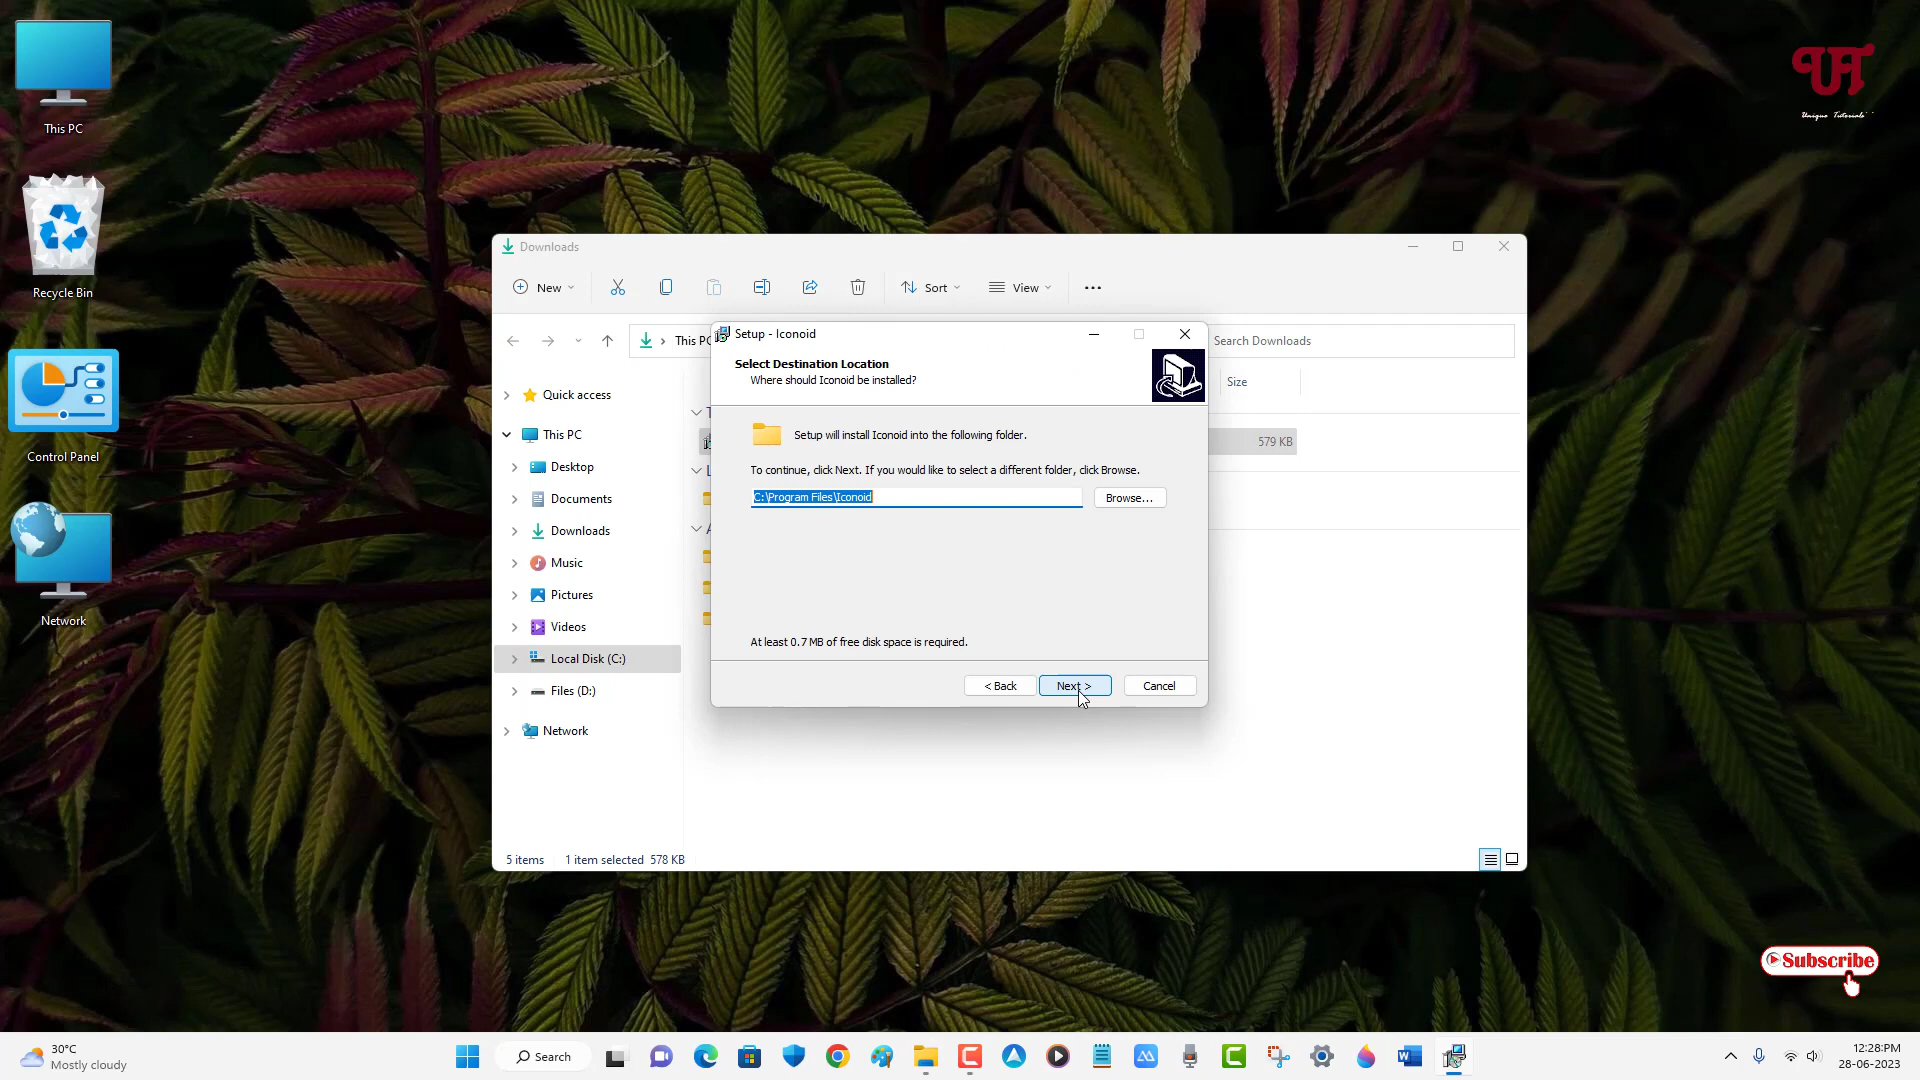 This PC
Recycle Bin
Control Panel
Network
Unique Tutorials
Downloads
New
Sort
View
This PC
Search Downloads
Quick access
This PC
Desktop
Documents
Downloads
Music
Pictures
Videos
Local Disk (C:)
Files (D:)
Network
Size
579 KB
5 items
1 item selected 578 KB
Setup - Iconoid
Select Destination Location
Where should Iconoid be installed?
Setup will install Iconoid into the following folder.
To continue, click Next. If you would like to select a different folder, click Browse.
C:\Program Files\Iconoid
Browse...
At least 0.7 MB of free disk space is required.
< Back
Next >
Cancel
Subscribe
30°C
Mostly cloudy
Search
12:28 PM
28-06-2023